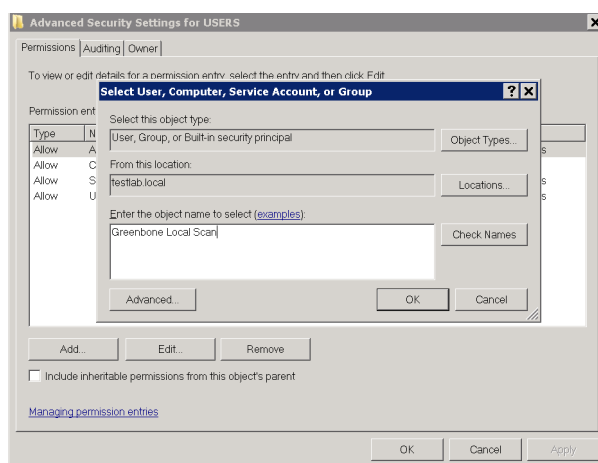 Advanced Security Settings for USERS
Permissions Auditing Owner
To view or edit details for a permission entry, select the entry and then click Edit.
Select User, Computer, Service Account, or Group
Select this object type:
User, Group, or Built-in security principal
Object Types...
From this location:
testlab.local
Locations...
Enter the object name to select (examples):
Greenbone Local Scan
Check Names
Advanced...
OK
Cancel
Permission ent
Type N
Allow A s
Allow C
Allow S s
Allow U s
Add...
Edit...
Remove
Include inheritable permissions from this object's parent
Managing permission entries
OK
Cancel
Apply